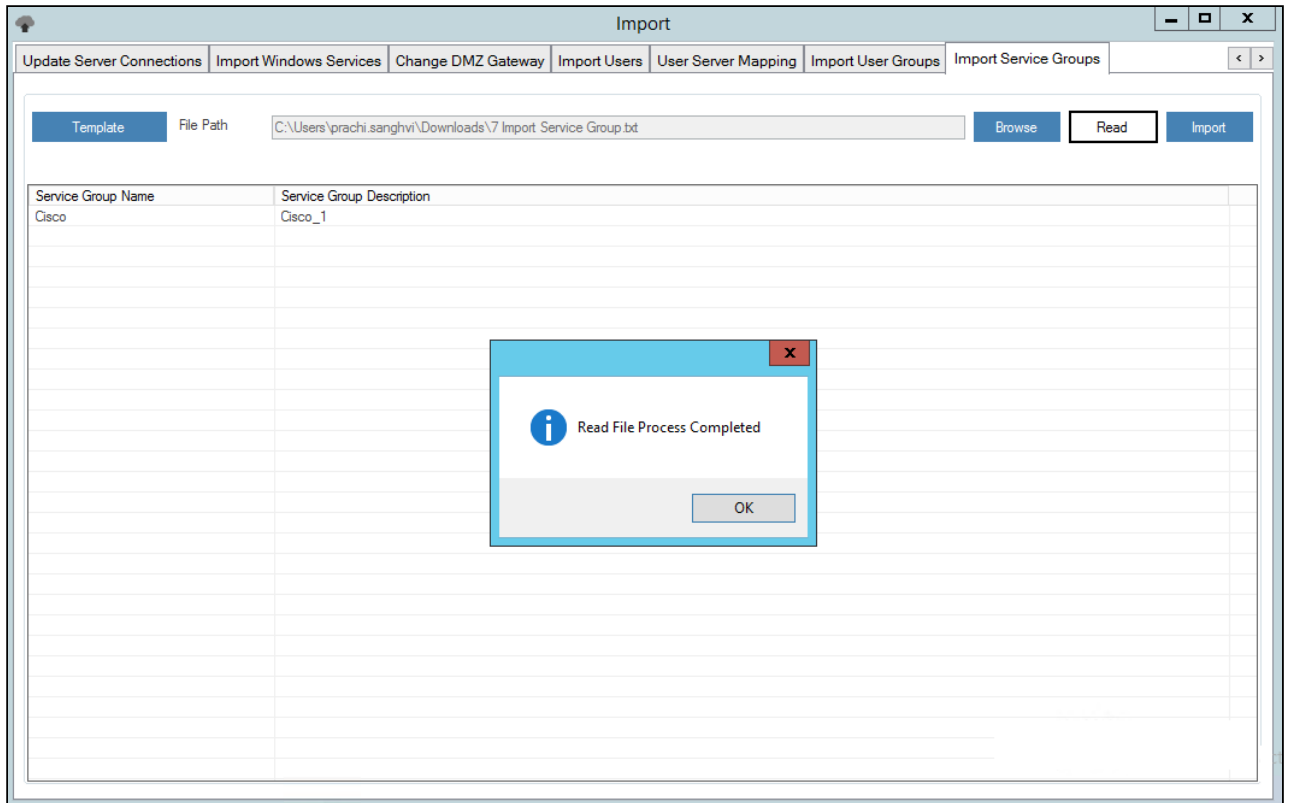 Import
Update Server Connections Import Windows Services Change DMZ Gateway Import Users User Server Mapping Import User Groups Import Service Groups
Template File Path C:\Users\prachi.sanghvi\Downloads\7 Import Service Group.txt Browse Read Import
Service Group Name Service Group Description
Cisco Cisco_1
Read File Process Completed
OK